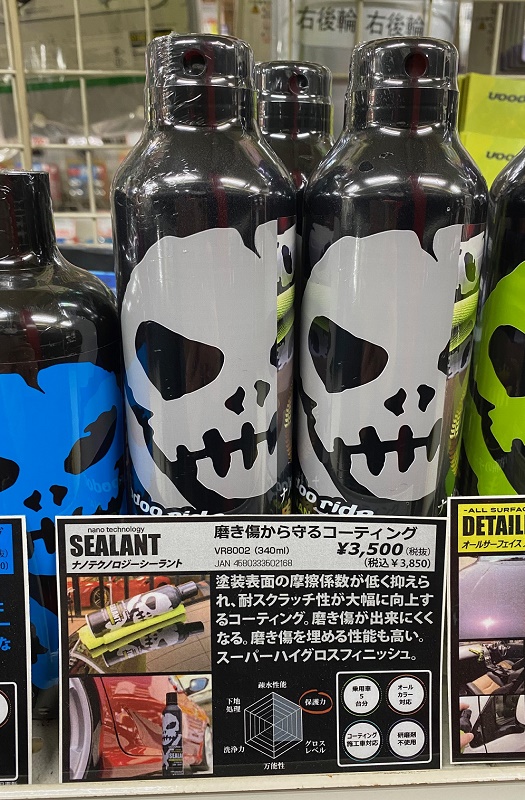 右後輪 右後輪
VOODO
VOODO
doo ride
oo ride
nano technology
SEALANT
ナノテクノロジーシーラント
磨き傷から守るコーティング
VR8002 (340ml)
JAN 4580333502168
¥3,500(税抜)
(税込¥3,850)
塗装表面の摩擦係数が低く抑えら
れ、耐スクラッチ性が大幅に向上す
るコーティング。磨き傷が出来にくく
なる。磨き傷を埋める性能も高い。
スーパーハイグロスフィニッシュ。
疎水性能
下地
処理
保護力
洗浄力
グロス
レベル
万能性
乗用車
5
台分
オール
カラー
対応
コーティング
施工車対応
研磨剤
不使用
-ALL SURFAC
DETAIL
オールサーフェイス